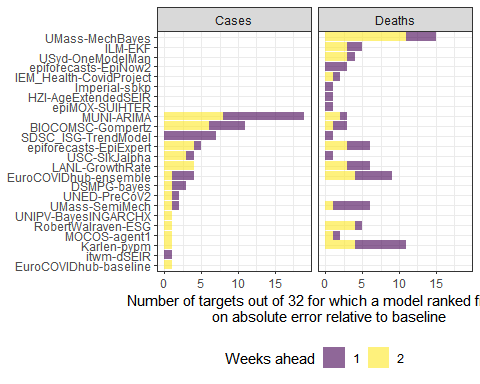 Cases
Deaths
UMass-MechBayes
ILM-EKF
USyd-OneModelMan
epiforecasts-EpiNow2
IEM_Health-CovidProject
Imperial-sbkp
HZI-AgeExtendedSEIR
epiMOX-SUIHTER
MUNI-ARIMA
BIOCOMSC-Gompertz
SDSC_ISG-TrendModel
epiforecasts-EpiExpert
USC-SIkJalpha
LANL-GrowthRate
EuroCOVIDhub-ensemble
DSMPG-bayes
UNED-PreCoV2
UMass-SemiMech
UNIPV-BayesINGARCHX
RobertWalraven-ESG
MOCOS-agent1
Karlen-pypm
itwm-dSEIR
EuroCOVIDhub-baseline
0 5 10 15
0 5 10 15
Number of targets out of 32 for which a model ranked f
on absolute error relative to baseline
Weeks ahead 1 2